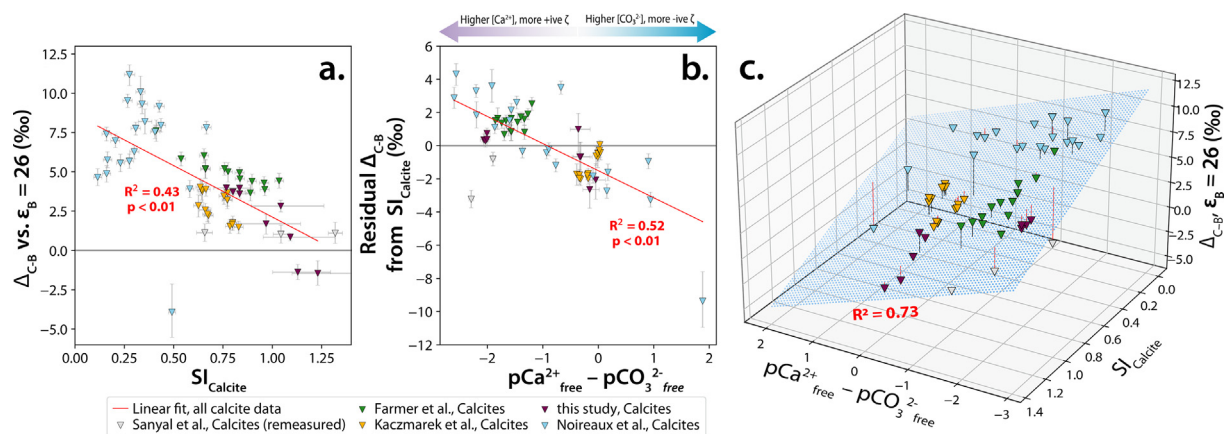 Higher [Ca²⁺], more +ive ζ
Higher [CO₃²⁻], more -ive ζ
a.
Δ_C-B vs. ε_B = 26 (‰)
12.5
10.0
7.5
5.0
2.5
0.0
−2.5
−5.0
R² = 0.43
p < 0.01
0.00 0.25 0.50 0.75 1.00 1.25
SI_Calcite
b.
Residual Δ_C-B
from SI_Calcite (‰)
6
4
2
0
−2
−4
−6
−8
−10
−12
R² = 0.52
p < 0.01
−2 −1 0 1 2
pCa²⁺_free − pCO₃²⁻_free
c.
R² = 0.73
2 1 0 −1 −2 −3
pCa²⁺_free − pCO₃²⁻_free
0.0
0.2
0.4
0.6
0.8
1.0
1.2
1.4
SI_Calcite
12.5
10.0
7.5
5.0
2.5
0.0
−2.5
−5.0
Δ_C-B, ε_B = 26 (‰)
Linear fit, all calcite data
Farmer et al., Calcites
this study, Calcites
Sanyal et al., Calcites (remeasured)
Kaczmarek et al., Calcites
Noireaux et al., Calcites